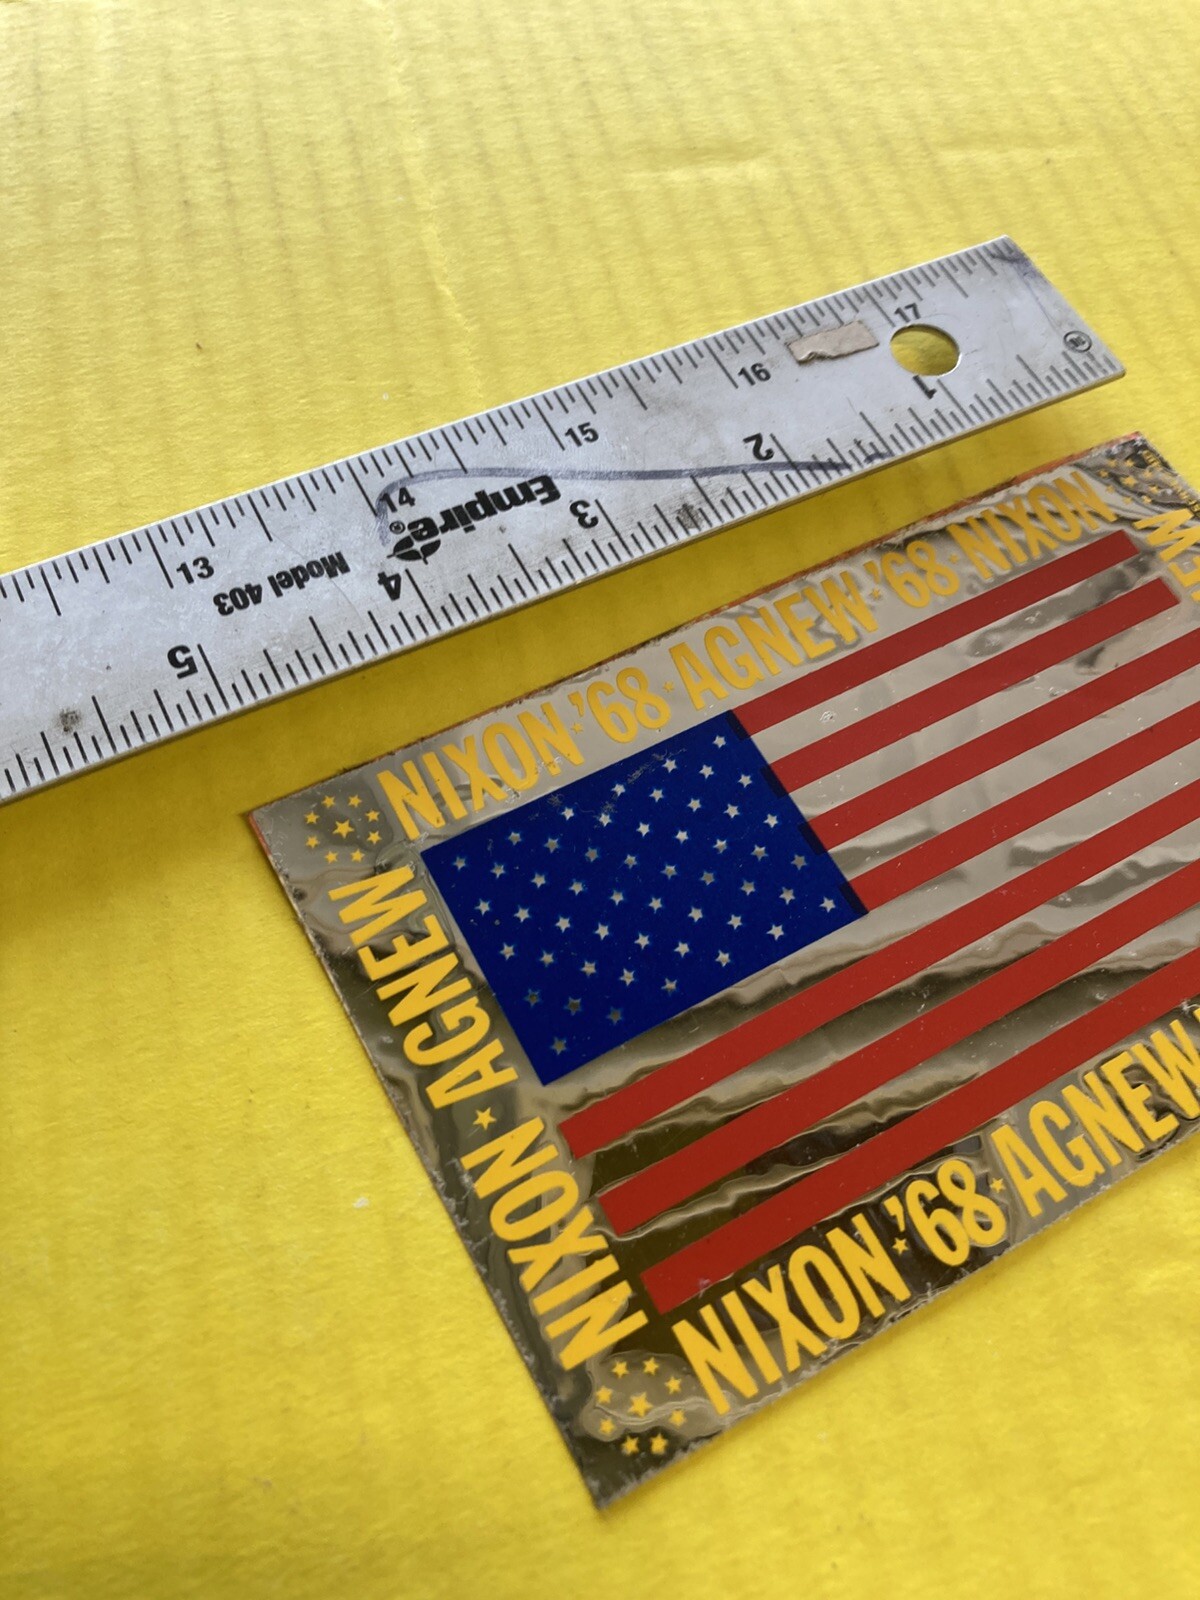 13 14 15 16 17
1 2 3 4 5
Empire®
Model 403
NIXON '68 ★ AGNEW '68 ★ NIXON
NIXON ★ AGNEW
NIXON '68 ★ AGNEW
EW